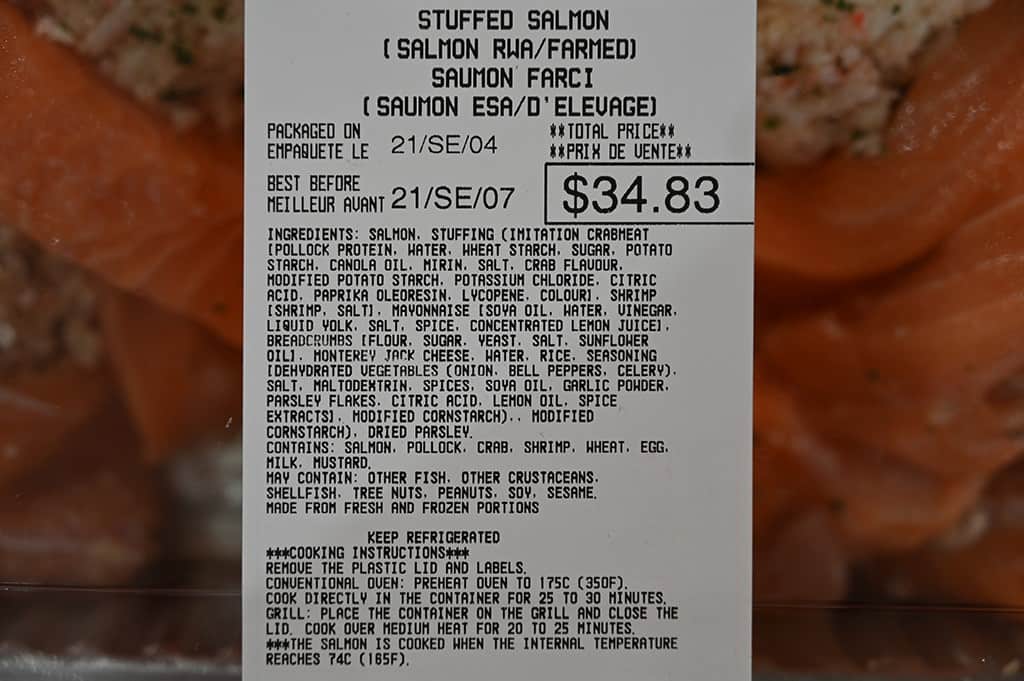 STUFFED SALMON
(SALMON RWA/FARMED)
SAUMON FARCI
(SAUMON ESA/D'ELEVAGE)
PACKAGED ON
EMPAQUETE LE 21/SE/04
**TOTAL PRICE**
**PRIX DE VENTE**
BEST BEFORE
MEILLEUR AVANT 21/SE/07
$34.83
INGREDIENTS: SALMON, STUFFING (IMITATION CRABMEAT
[POLLOCK PROTEIN, WATER, WHEAT STARCH, SUGAR, POTATO
STARCH, CANOLA OIL, MIRIN, SALT, CRAB FLAVOUR,
MODIFIED POTATO STARCH, POTASSIUM CHLORIDE, CITRIC
ACID, PAPRIKA OLEORESIN, LYCOPENE, COLOUR], SHRIMP
[SHRIMP, SALT], MAYONNAISE [SOYA OIL, WATER, VINEGAR,
LIQUID YOLK, SALT, SPICE, CONCENTRATED LEMON JUICE],
BREADCRUMBS [FLOUR, SUGAR, YEAST, SALT, SUNFLOWER
OIL], MONTEREY JACK CHEESE, WATER, RICE, SEASONING
[DEHYDRATED VEGETABLES (ONION, BELL PEPPERS, CELERY),
SALT, MALTODEXTRIN, SPICES, SOYA OIL, GARLIC POWDER,
PARSLEY FLAKES, CITRIC ACID, LEMON OIL, SPICE
EXTRACTS], MODIFIED CORNSTARCH)., MODIFIED
CORNSTARCH), DRIED PARSLEY.
CONTAINS: SALMON, POLLOCK, CRAB, SHRIMP, WHEAT, EGG,
MILK, MUSTARD.
MAY CONTAIN: OTHER FISH, OTHER CRUSTACEANS,
SHELLFISH, TREE NUTS, PEANUTS, SOY, SESAME.
MADE FROM FRESH AND FROZEN PORTIONS
KEEP REFRIGERATED
***COOKING INSTRUCTIONS***
REMOVE THE PLASTIC LID AND LABELS.
CONVENTIONAL OVEN: PREHEAT OVEN TO 175C (350F).
COOK DIRECTLY IN THE CONTAINER FOR 25 TO 30 MINUTES.
GRILL: PLACE THE CONTAINER ON THE GRILL AND CLOSE THE
LID. COOK OVER MEDIUM HEAT FOR 20 TO 25 MINUTES.
***THE SALMON IS COOKED WHEN THE INTERNAL TEMPERATURE
REACHES 74C (165F).